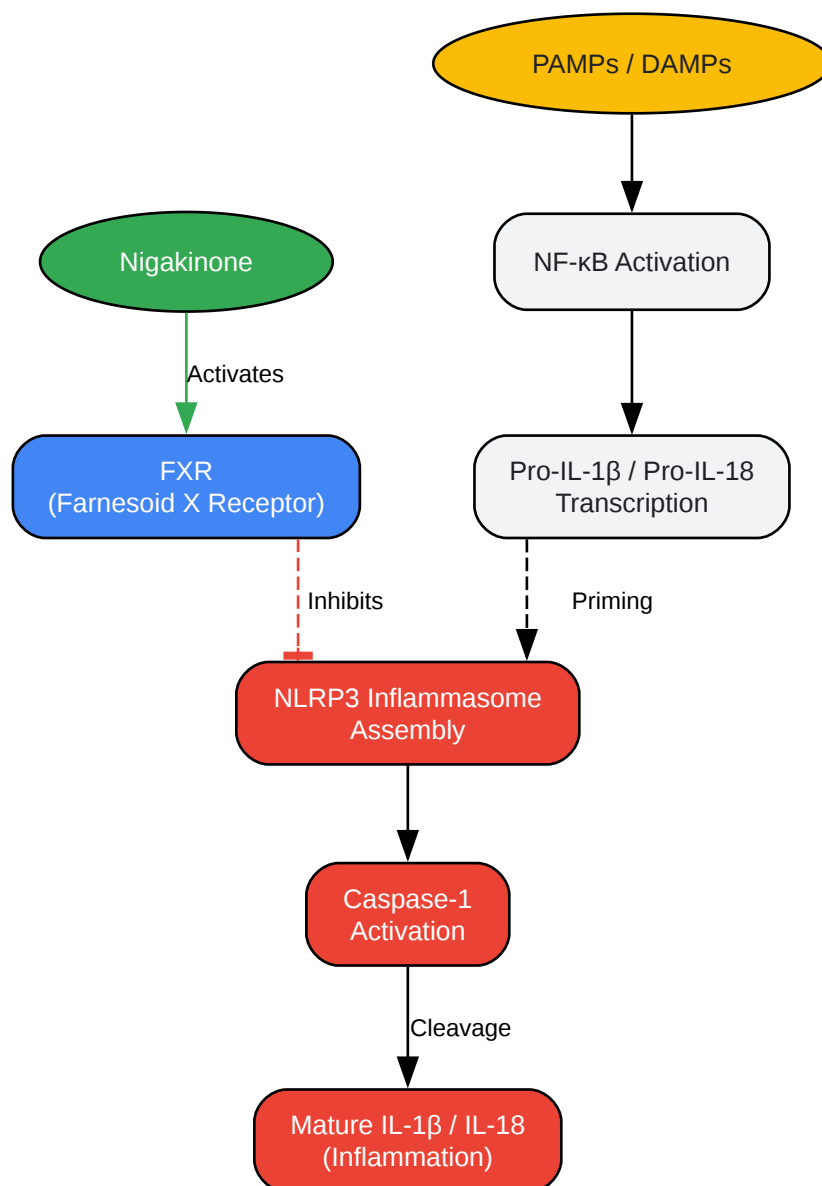 PAMPs / DAMPs
Nigakinone
NF-κB Activation
Activates
FXR
(Farnesoid X Receptor)
Pro-IL-1β / Pro-IL-18
Transcription
Inhibits
Priming
NLRP3 Inflammasome
Assembly
Caspase-1
Activation
Cleavage
Mature IL-1β / IL-18
(Inflammation)